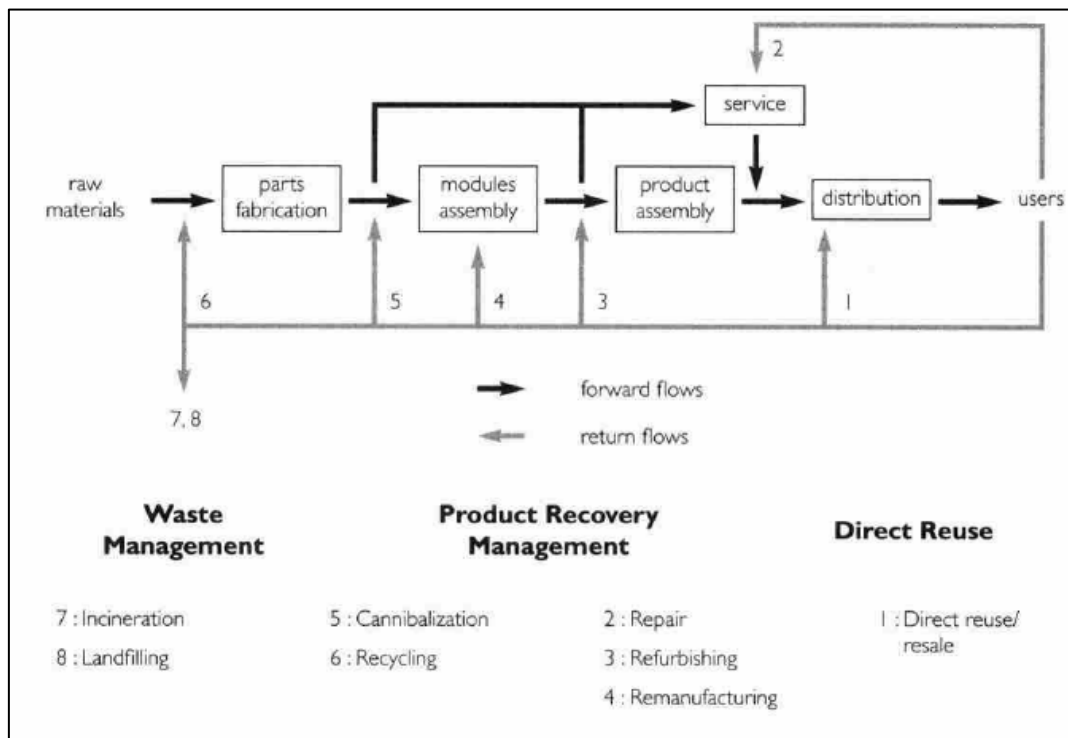 2
service
raw
materials
parts
fabrication
modules
assembly
product
assembly
distribution
users
6
5
4
3
1
7, 8
forward flows
return flows
Waste
Management
Product Recovery
Management
Direct Reuse
7 : Incineration
8 : Landfilling
5 : Cannibalization
6 : Recycling
2 : Repair
3 : Refurbishing
4 : Remanufacturing
1 : Direct reuse/
resale